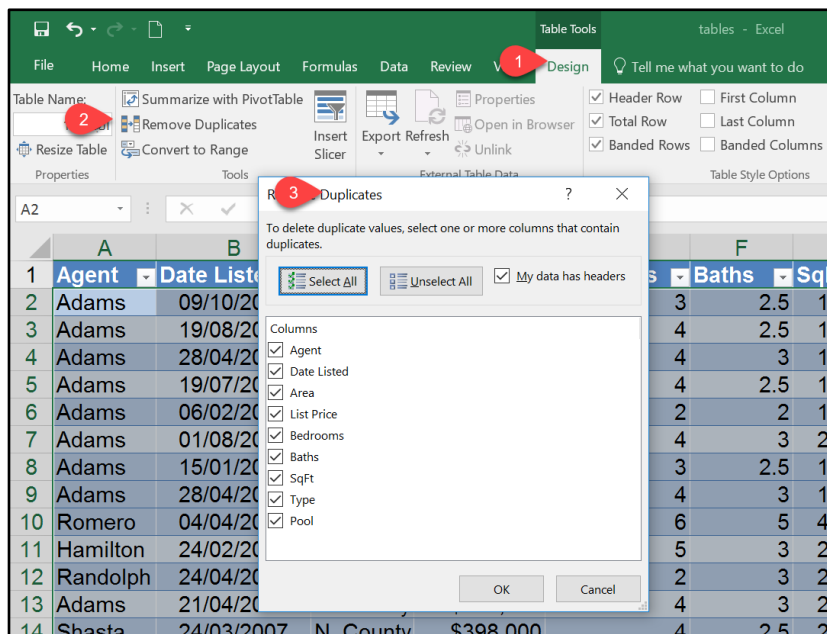 Table Tools
tables - Excel
File Home Insert Page Layout Formulas Data Review 1 Design Tell me what you want to do
Table Name:
2
Resize Table
Properties
Summarize with PivotTable
Remove Duplicates
Convert to Range
Tools
Insert
Slicer
Export Refresh
Properties
Open in Browser
Unlink
External Table Data
Header Row First Column
Total Row Last Column
Banded Rows Banded Columns
Table Style Options
A2
3 Duplicates ?
To delete duplicate values, select one or more columns that contain
duplicates.
Select All Unselect All My data has headers
Columns
Agent
Date Listed
Area
List Price
Bedrooms
Baths
SqFt
Type
Pool
OK Cancel
A B F
1 Agent Baths
2 Adams 3 2.5
3 Adams 4 2.5
4 Adams 4 3
5 Adams 4 2.5
6 Adams 2 2
7 Adams 4 3
8 Adams 3 2.5
9 Adams 4 3
10 Romero 6 5
11 Hamilton 5 3
12 Randolph 2 3
13 Adams 4 3
14 Shasta 24/03/2007 N. County $398,000 4 2.5